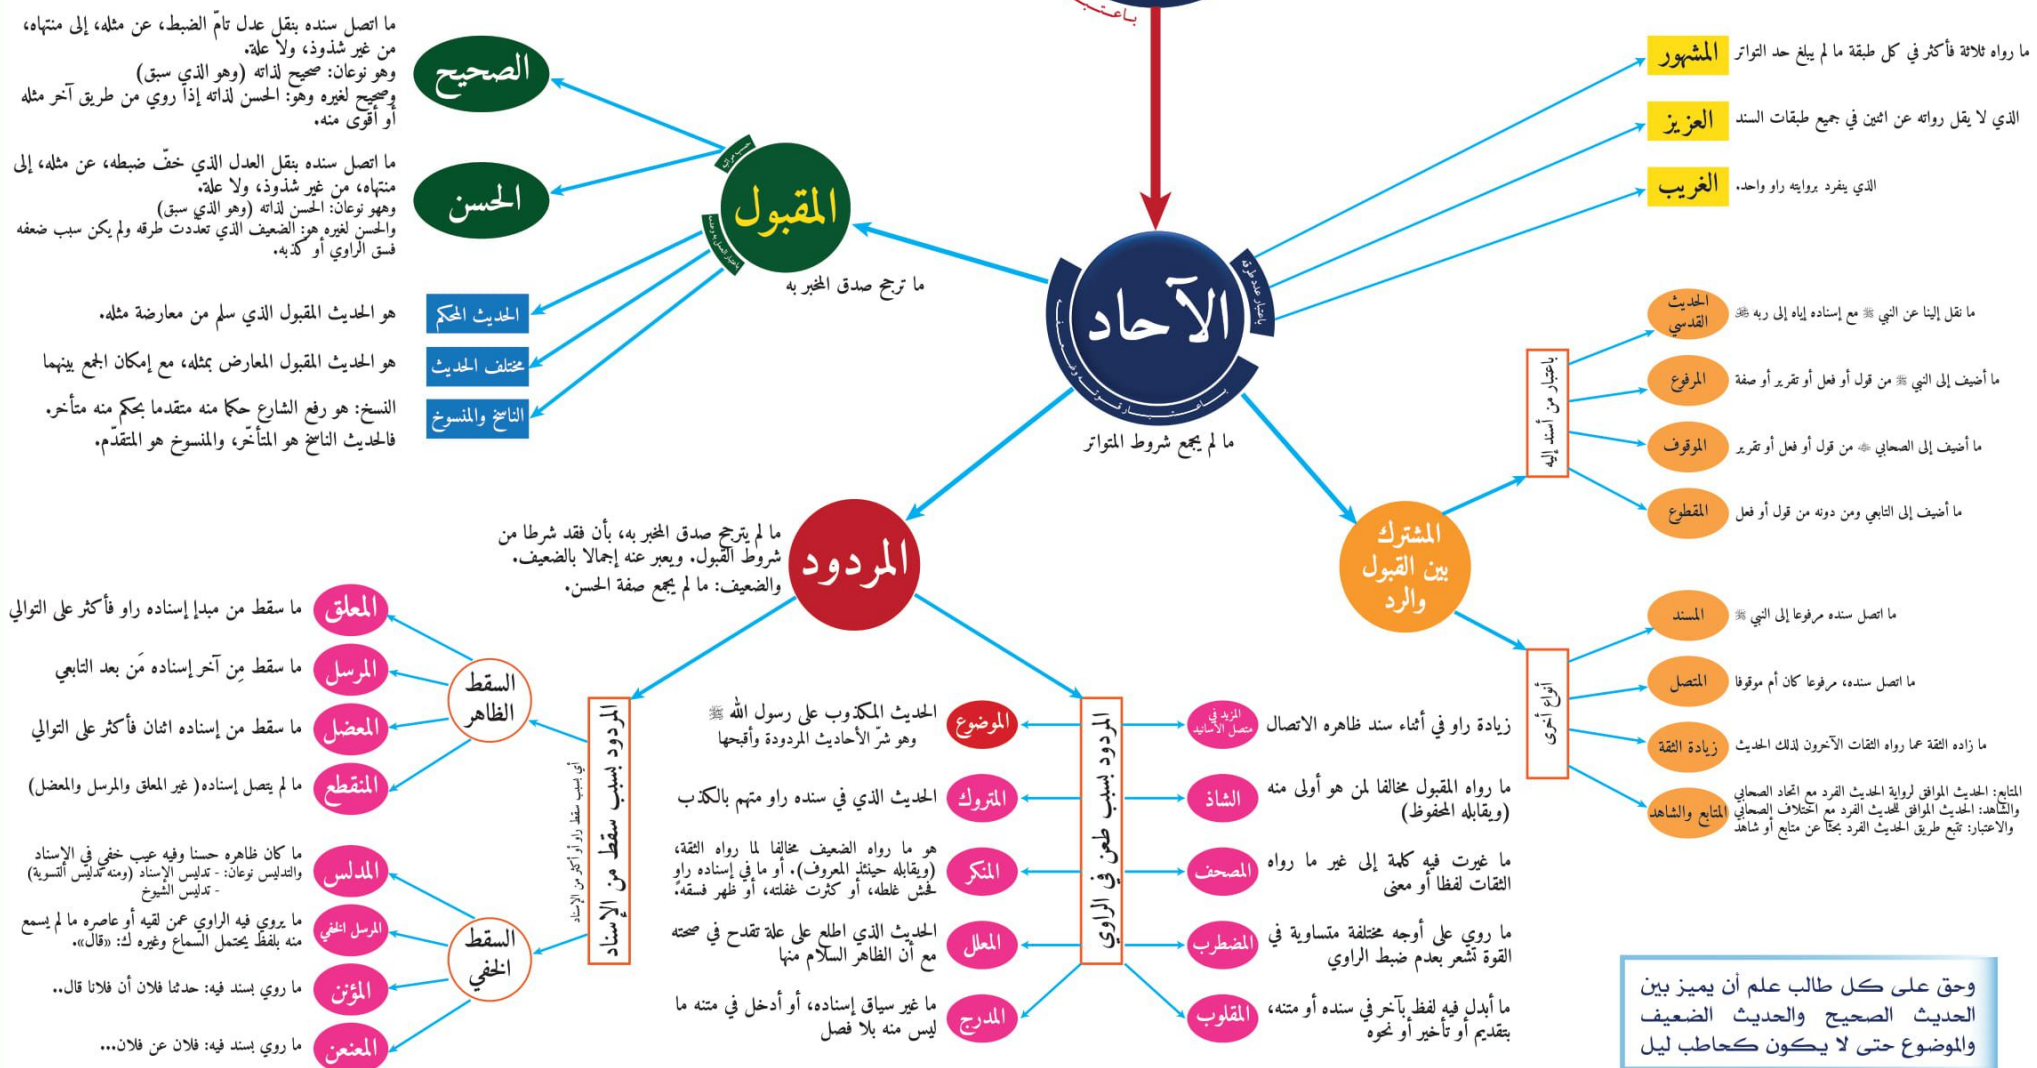 باعتبـ
ما رواه ثلاثة فأكثر في كل طبقة ما لم يبلغ حد التواتر
المشهور
الذي لا يقل رواته عن اثنين في جميع طبقات السند
العزيز
الذي ينفرد بروايته راو واحد.
الغريب
باعتبار عدد طرقه
الآحاد
باعتبار قوته وضعفه
ما لم يجمع شروط المتواتر
المقبول
بحسب مراتبه
باعتبار العمل به وعدمه
ما ترجح صدق المخبر به
الصحيح
ما اتصل سنده بنقل عدل تامّ الضبط، عن مثله، إلى منتهاه،
من غير شذوذ، ولا علة.
وهو نوعان: صحيح لذاته (وهو الذي سبق)
وصحيح لغيره وهو: الحسن لذاته إذا روي من طريق آخر مثله
أو أقوى منه.
الحسن
ما اتصل سنده بنقل العدل الذي خفّ ضبطه، عن مثله، إلى
منتهاه، من غير شذوذ، ولا علة.
وههو نوعان: الحسن لذاته (وهو الذي سبق)
والحسن لغيره هو: الضعيف الذي تعدّدت طرقه ولم يكن سبب ضعفه
فسق الراوي أو كذبه.
الحديث المحكم
هو الحديث المقبول الذي سلم من معارضة مثله.
مختلف الحديث
هو الحديث المقبول المعارض بمثله، مع إمكان الجمع بينهما
الناسخ والمنسوخ
النسخ: هو رفع الشارع حكما منه متقدما بحكم منه متأخر.
فالحديث الناسخ هو المتأخّر، والمنسوخ هو المتقدّم.
المشترك
بين القبول
والرد
باعتبار من أسند إليه
الحديث
القدسي
ما نقل إلينا عن النبي ﷺ مع إسناده إياه إلى ربه
المرفوع
ما أضيف إلى النبي ﷺ من قول أو فعل أو تقرير أو صفة
الموقوف
ما أضيف إلى الصحابي من قول أو فعل أو تقرير
المقطوع
ما أضيف إلى التابعي ومن دونه من قول أو فعل
أنواع أخرى
المسند
ما اتصل سنده مرفوعا إلى النبي ﷺ
المتصل
ما اتصل سنده، مرفوعا كان أم موقوفا
زيادة الثقة
ما زاده الثقة عما رواه الثقات الآخرون لذلك الحديث
المتابع والشاهد
المتابع: الحديث الموافق لرواية الحديث الفرد مع اتحاد الصحابي
والشاهد: الحديث الموافق للحديث الفرد مع اختلاف الصحابي
والاعتبار: تتبع طريق الحديث الفرد بحثا عن متابع أو شاهد
المردود
ما لم يترجح صدق المخبر به، بأن فقد شرطا من
شروط القبول. ويعبر عنه إجمالا بالضعيف.
والضعيف: ما لم يجمع صفة الحسن.
المردود بسبب طعن في الراوي
المزيد في
متصل الأسانيد
زيادة راو في أثناء سند ظاهره الاتصال
الشاذ
ما رواه المقبول مخالفا لمن هو أولى منه
(ويقابله المحفوظ)
المصحف
ما غيرت فيه كلمة إلى غير ما رواه
الثقات لفظا أو معنى
المضطرب
ما روي على أوجه مختلفة متساوية في
القوة تشعر بعدم ضبط الراوي
المقلوب
ما أبدل فيه لفظ بآخر في سنده أو متنه،
بتقديم أو تأخير أو نحوه
الموضوع
الحديث المكذوب على رسول الله ﷺ
وهو شرّ الأحاديث المردودة وأقبحها
المتروك
الحديث الذي في سنده راو متهم بالكذب
المنكر
هو ما رواه الضعيف مخالفا لما رواه الثقة،
(ويقابله حينئذ المعروف). أو ما في إسناده راوٍ
فحش غلطه، أو كثرت غفلته، أو ظهر فسقه.
المعلل
الحديث الذي اطلع على علة تقدح في صحته
مع أن الظاهر السلام منها
المدرج
ما غير سياق إسناده، أو أدخل في متنه ما
ليس منه بلا فصل
المردود بسبب سقط من الإسناد
أي بسبب سقط راو أو أكثر من الإسناد
السقط
الظاهر
المعلق
ما سقط من مبدإ إسناده راو فأكثر على التوالي
المرسل
ما سقط مِن آخر إسناده مَن بعد التابعي
المعضل
ما سقط من إسناده اثنان فأكثر على التوالي
المنقطع
ما لم يتصل إسناده( غير المعلق والمرسل والمعضل)
السقط
الخفي
المدلس
ما كان ظاهره حسنا وفيه عيب خفي في الإسناد
والتدليس نوعان: - تدليس الإسناد (ومنه تدليس التسوية)
- تدليس الشيوخ
المرسل الخفي
ما يروي فيه الراوي عمن لقيه أو عاصره ما لم يسمع
منه بلفظ يحتمل السماع وغيره ك: «قال».
المؤنن
ما روي بسند فيه: حدثنا فلان أن فلانا قال..
المعنعن
ما روي بسند فيه: فلان عن فلان...
وحق على كل طالب علم أن يميز بين
الحديث الصحيح والحديث الضعيف
والموضوع حتى لا يكون كحاطب ليل